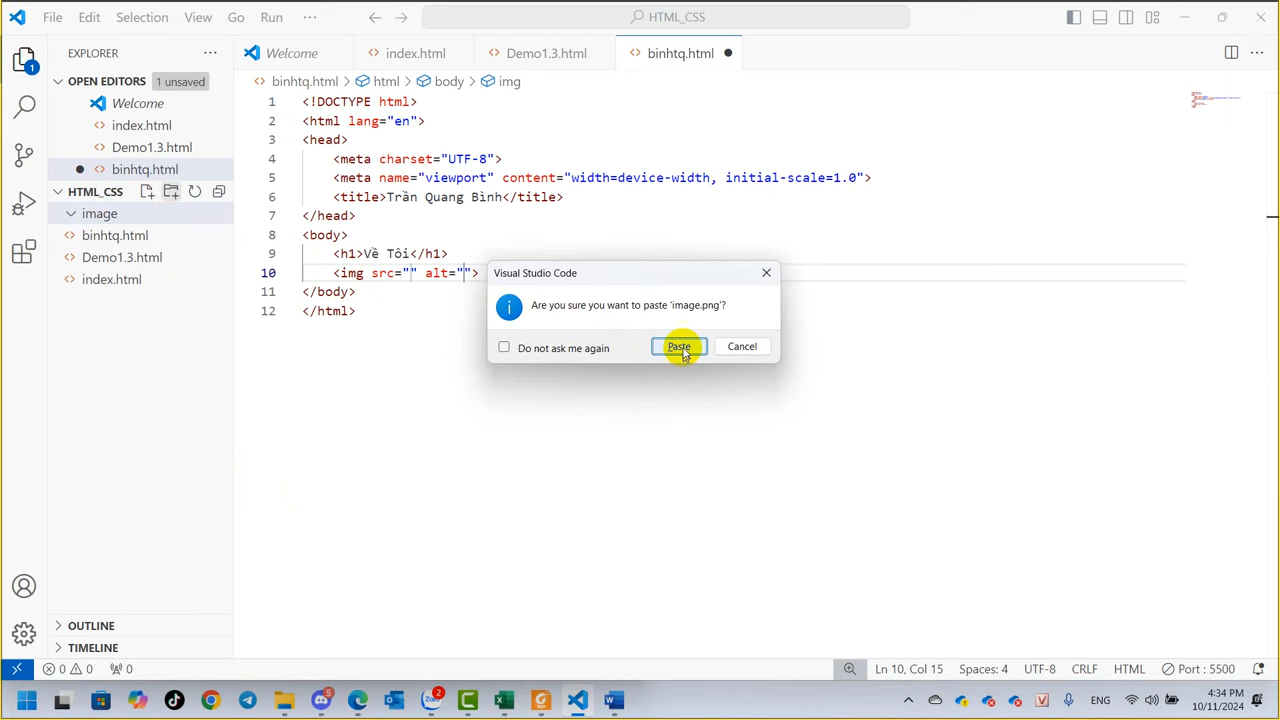 File Edit Selection View Go Run ··· HTML_CSS
EXPLORER ···
Welcome index.html Demo1.3.html binhtq.html
OPEN EDITORS 1 unsaved
Welcome
index.html
Demo1.3.html
binhtq.html
HTML_CSS
image
binhtq.html
Demo1.3.html
index.html
OUTLINE
TIMELINE
binhtq.html > html > body > img
1 <!DOCTYPE html>
2 <html lang="en">
3 <head>
4 <meta charset="UTF-8">
5 <meta name="viewport" content="width=device-width, initial-scale=1.0">
6 <title>Trần Quang Bình</title>
7 </head>
8 <body>
9 <h1>Về Tôi</h1>
10 <img src="" alt="">
11 </body>
12 </html>
Visual Studio Code
Are you sure you want to paste 'image.png'?
Do not ask me again Paste Cancel
1
0 0 0 Ln 10, Col 15 Spaces: 4 UTF-8 CRLF HTML Port : 5500
5 2 ENG 4:34 PM
10/11/2024